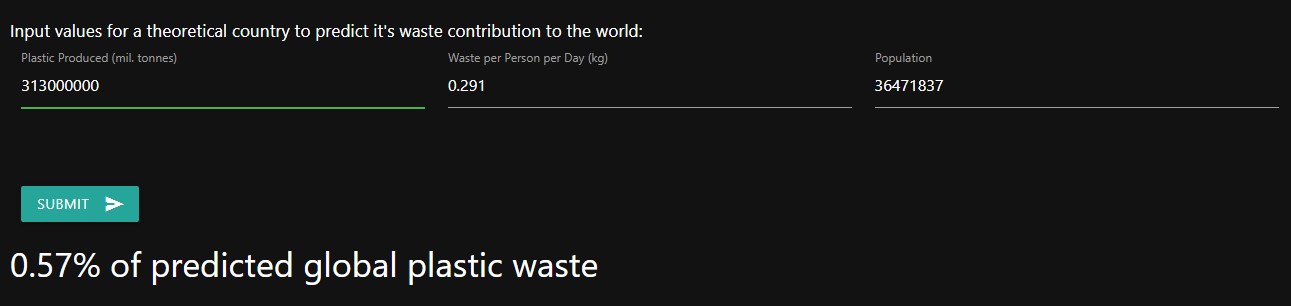 Input values for a theoretical country to predict it's waste contribution to the world:
Plastic Produced (mil. tonnes) Waste per Person per Day (kg) Population
313000000 0.291 36471837
SUBMIT
0.57% of predicted global plastic waste